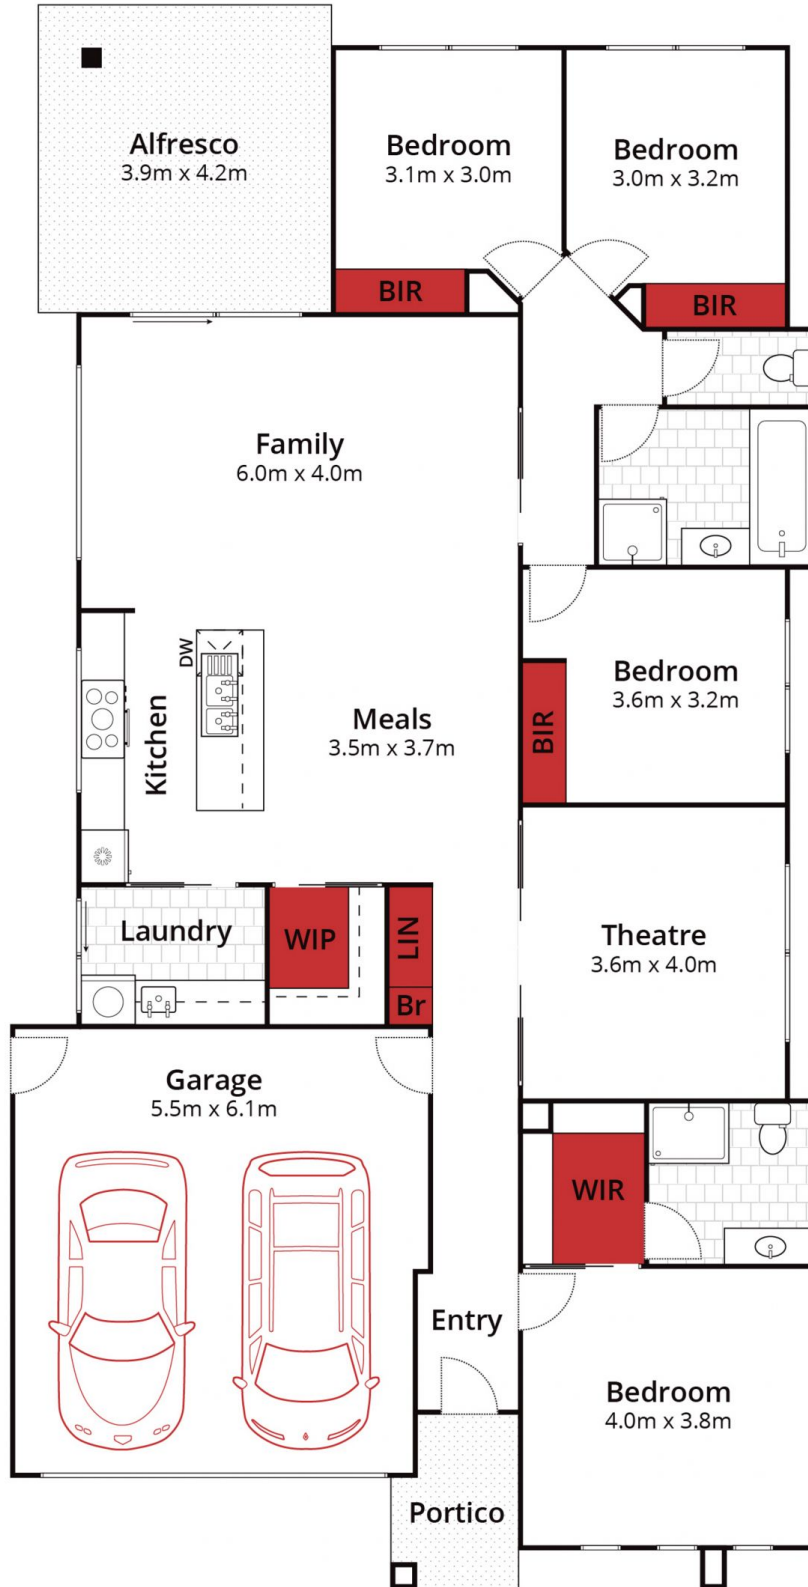 Alfresco
3.9m x 4.2m
Bedroom
3.1m x 3.0m
Bedroom
3.0m x 3.2m
BIR
BIR
Family
6.0m x 4.0m
DW
Kitchen
Meals
3.5m x 3.7m
Bedroom
3.6m x 3.2m
BIR
Laundry
WIP
LIN
Br
Theatre
3.6m x 4.0m
Garage
5.5m x 6.1m
WIR
Entry
Bedroom
4.0m x 3.8m
Portico